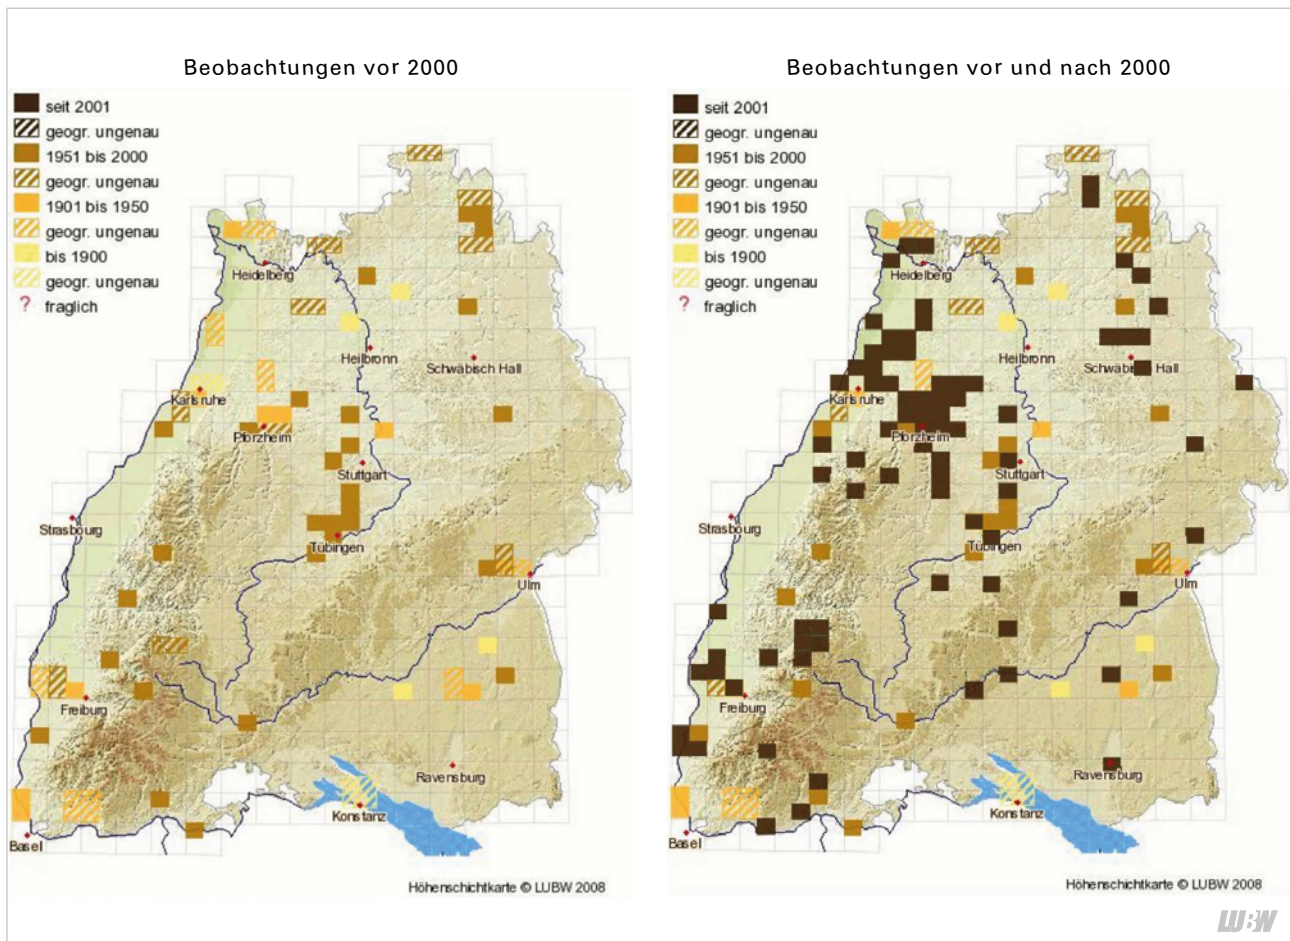 Beobachtungen vor 2000
seit 2001
geogr. ungenau
1951 bis 2000
geogr. ungenau
1901 bis 1950
geogr. ungenau
bis 1900
geogr. ungenau
? fraglich
Heidelberg
Heilbronn
Schwäbisch Hall
Karlsruhe
Pforzheim
Stuttgart
Strasbourg
Tübingen
Ulm
Freiburg
Ravensburg
Konstanz
Basel
Höhenschichtkarte © LUBW 2008
Beobachtungen vor und nach 2000
seit 2001
geogr. ungenau
1951 bis 2000
geogr. ungenau
1901 bis 1950
geogr. ungenau
bis 1900
geogr. ungenau
? fraglich
Heidelberg
Heilbronn
Schwäbisch Hall
Karlsruhe
Pforzheim
Stuttgart
Strasbourg
Tübingen
Ulm
Freiburg
Ravensburg
Konstanz
Basel
Höhenschichtkarte © LUBW 2008
LUBW